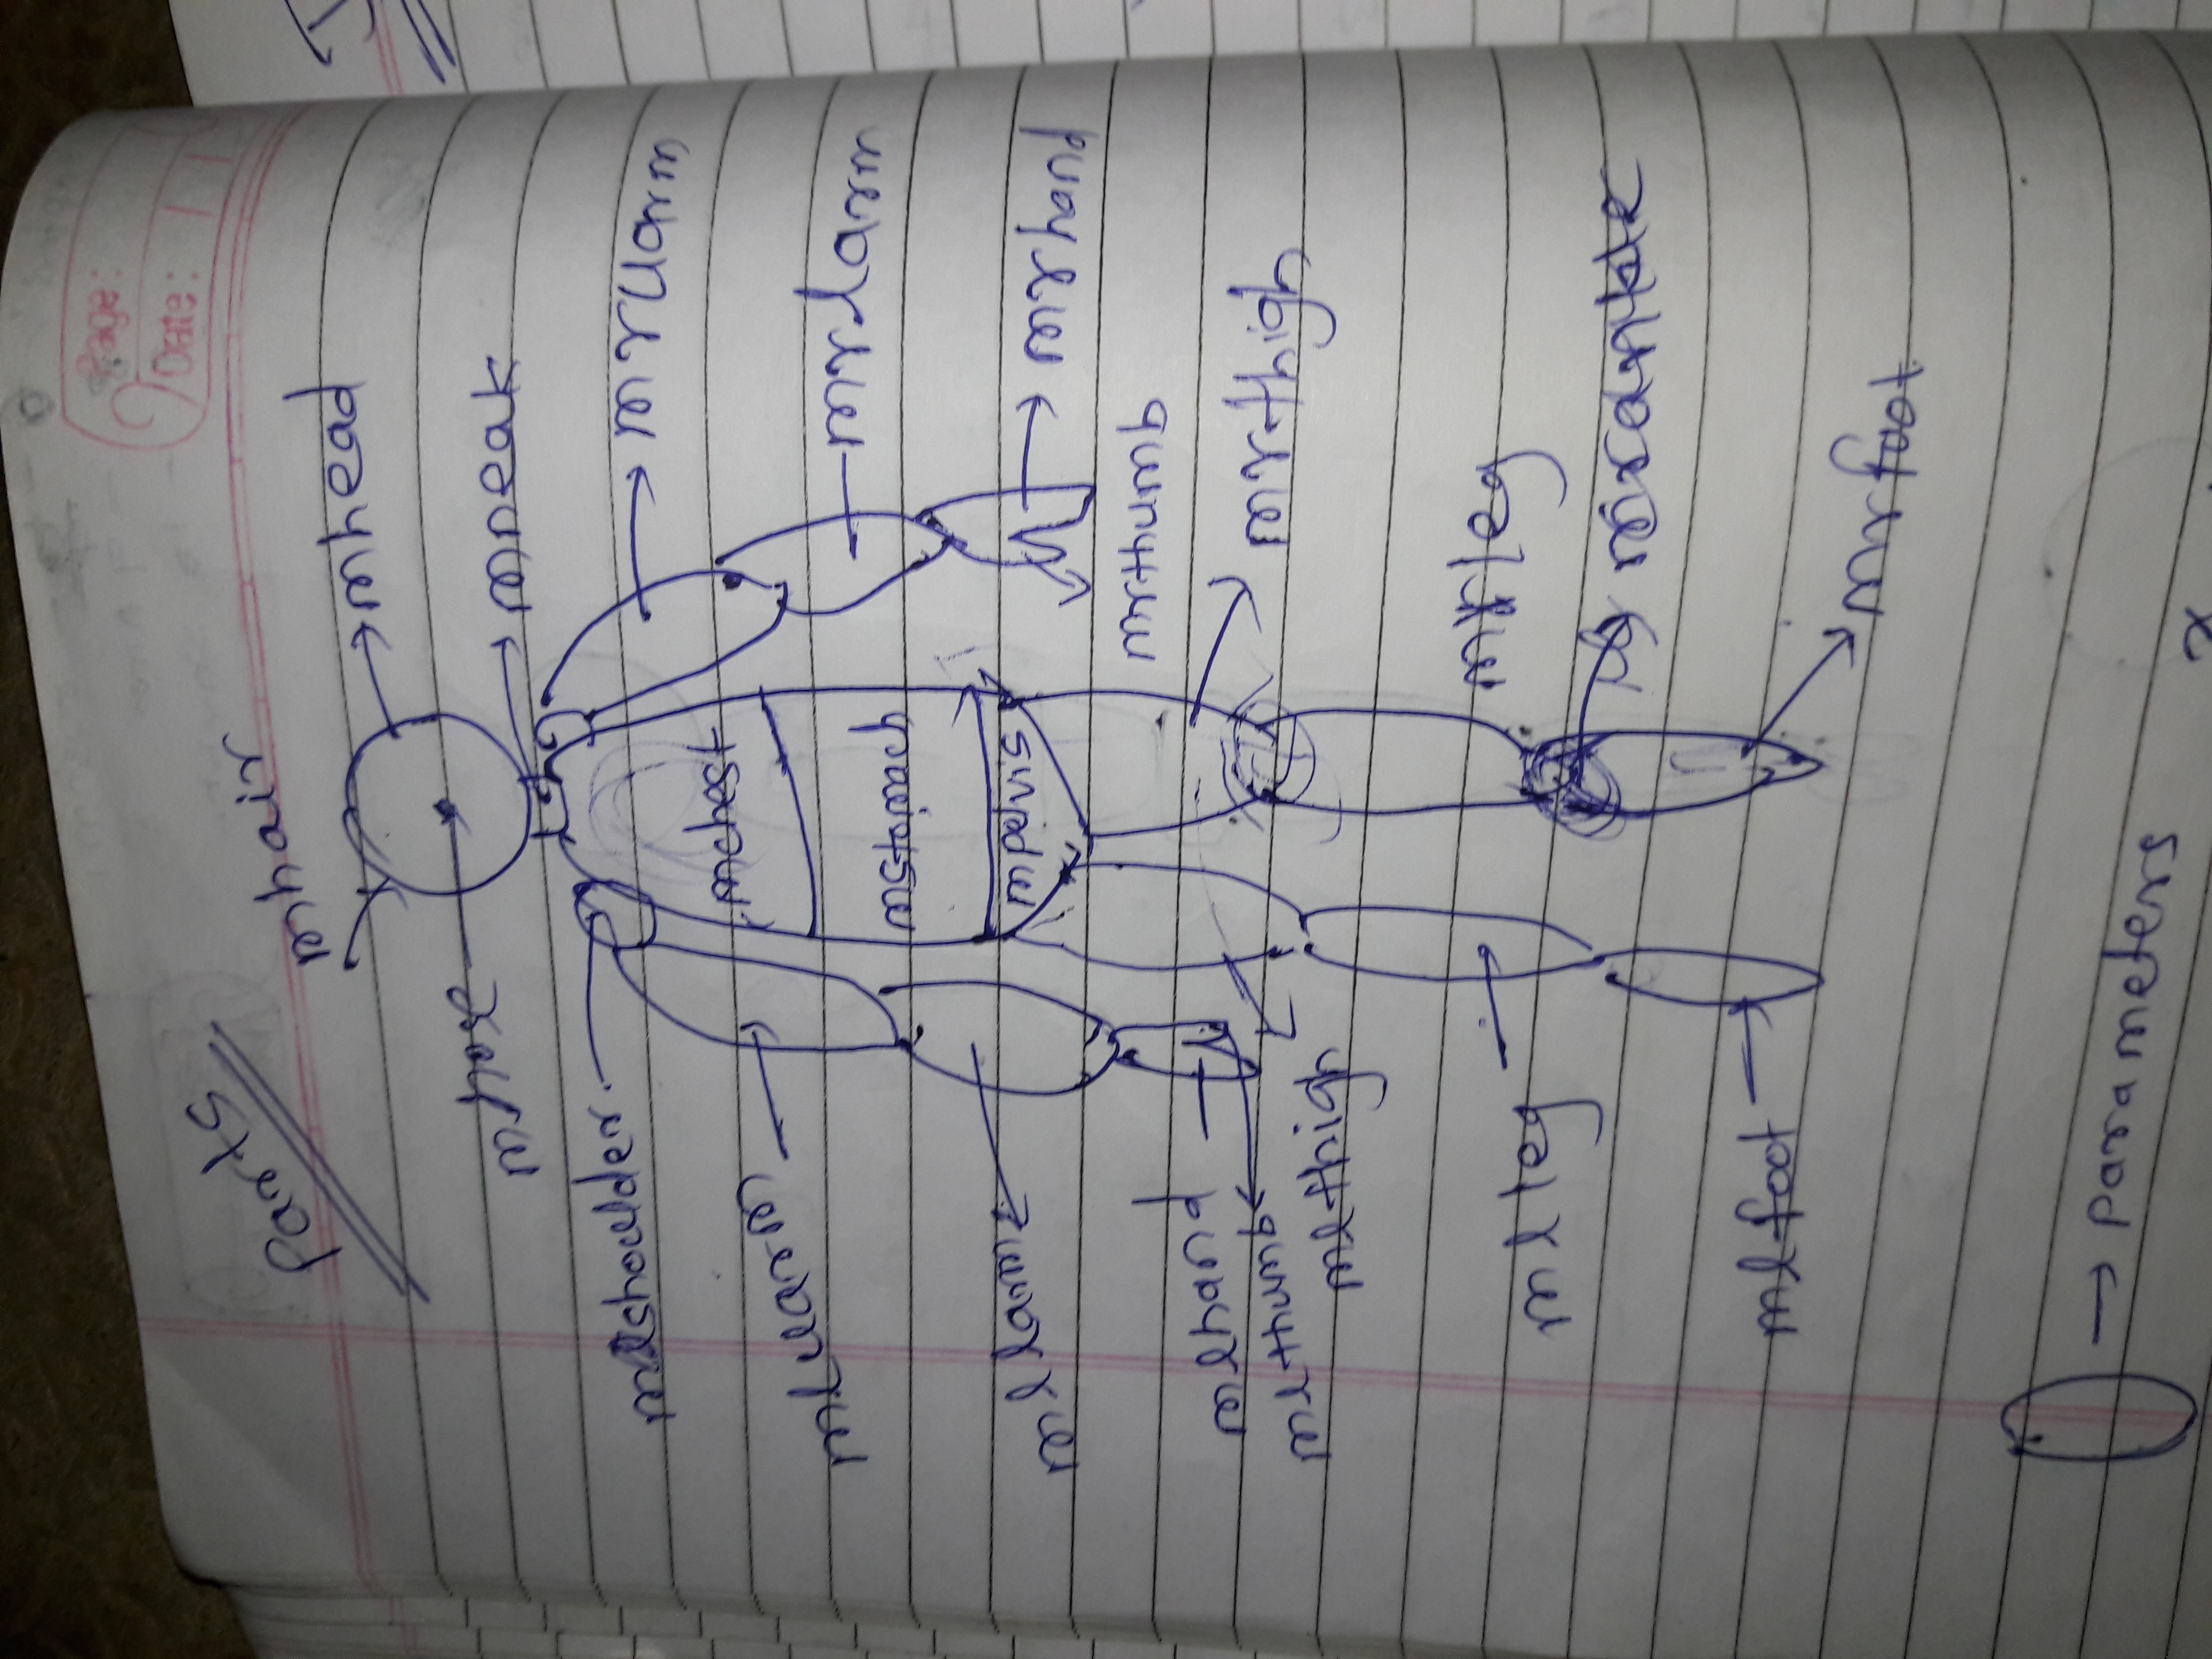 Page:
Date:
Parts
mhair
mhead
mnose
mneak
mlshoulder
mruarm
mchest
mluarm
mrlarm
mstomach
mllarm
mpelvis
mrhand
mrthumb
mlhand
mlthumb
mrthigh
mlthigh
mrleg
mlleg
mlfoot
mrfoot
parameters
x